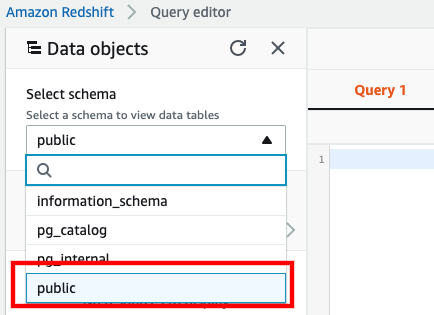 Amazon Redshift > Query editor
Data objects
Select schema
Select a schema to view data tables
public
information_schema
pg_catalog
pg_internal
public
Query 1
1